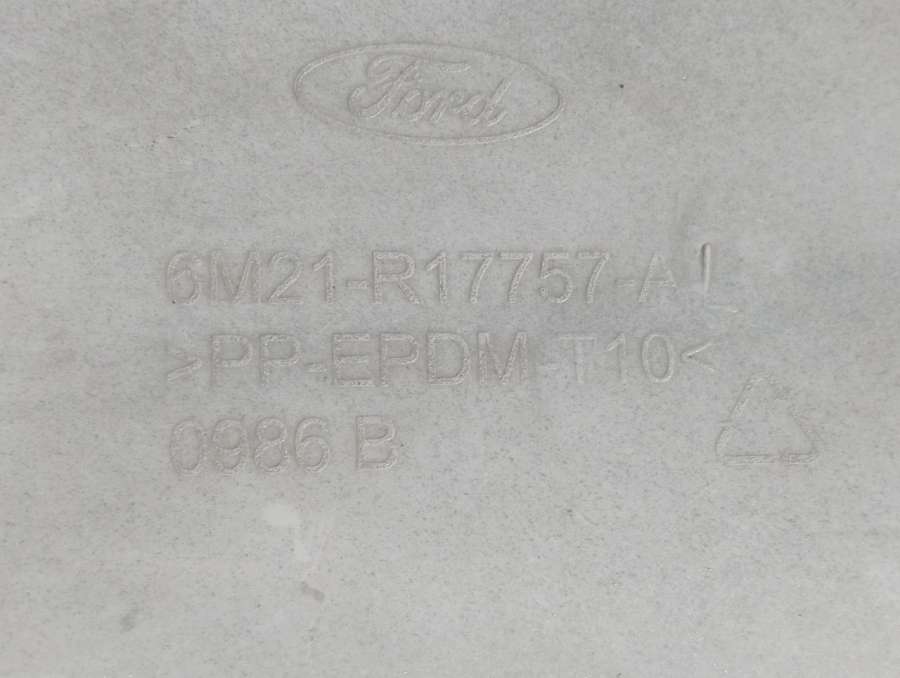 Ford
6M21-R17757-A L
>PP-EPDM-T10<
0986 B